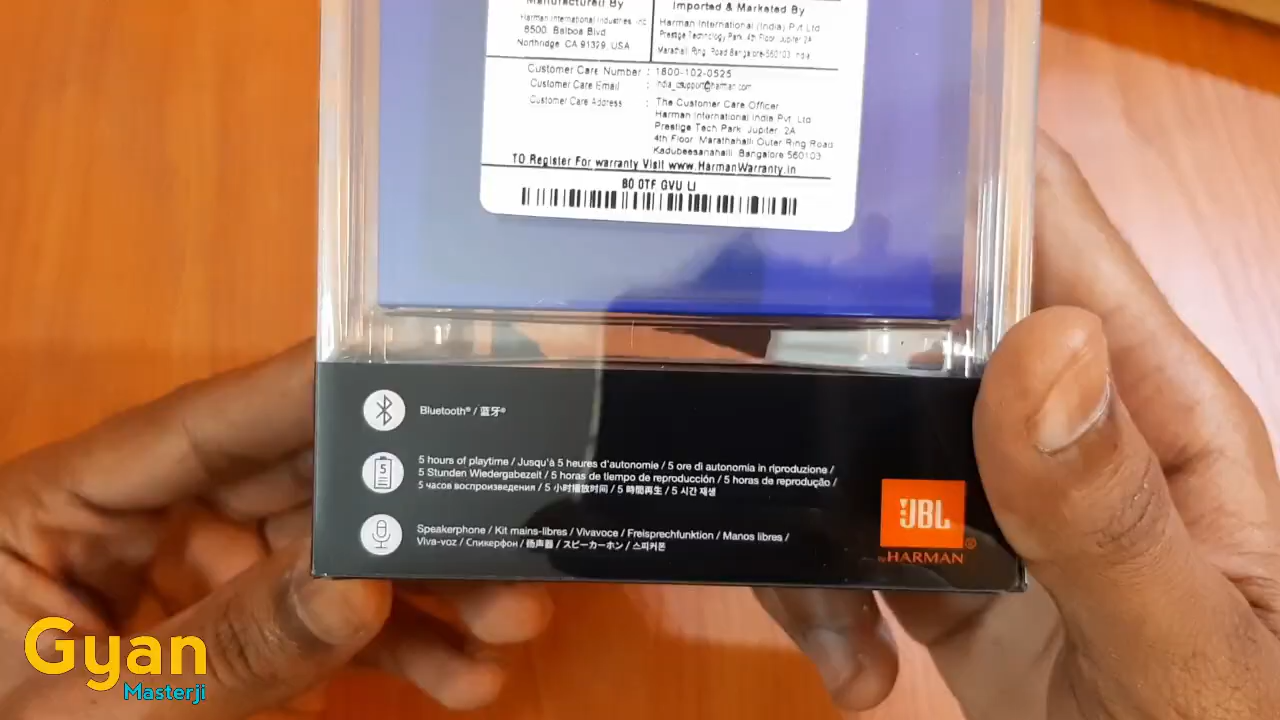 Manufactured By
Harman International Industries Inc
8500 Balboa Blvd
Northridge CA 91329 USA
Imported & Marketed By
Harman International (India) Pvt Ltd
Prestige Technology Park 4th Floor Jupiter 2A
Marathalli Ring Road Bangalore-560103 India
Customer Care Number : 1800-102-0525
Customer Care Email :
Customer Care Address : The Customer Care Officer
Harman International India Pvt Ltd
Prestige Tech Park Jupiter 2A
4th Floor Marathahalli Outer Ring Road
Kadubeesanahalli Bangalore 560103
TO Register For warranty Visit www.HarmanWarranty.in
Bluetooth® / 蓝牙®
5
5 hours of playtime / Jusqu'à 5 heures d'autonomie / 5 ore di autonomia in riproduzione /
5 Stunden Wiedergabezeit / 5 horas de tiempo de reproducción / 5 horas de reprodução /
5 часов воспроизведения / 5 小时播放时间 / 5 時間再生 / 5 시간 재생
Speakerphone / Kit mains-libres / Vivavoce / Freisprechfunktion / Manos libres /
Viva-voz / Спикерфон / 扬声器 / スピーカーホン / 스피커폰
JBL®
by HARMAN
Gyan
Masterji